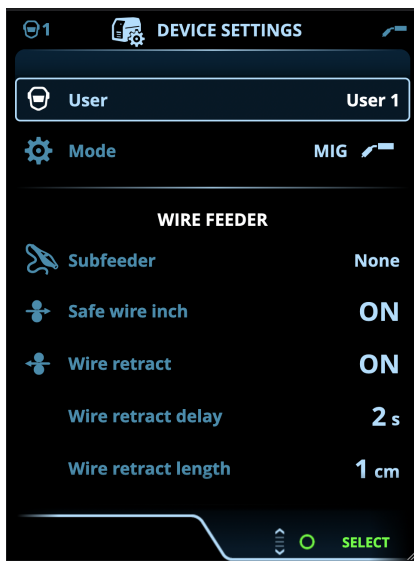 1 DEVICE SETTINGS
User User 1
Mode MIG
WIRE FEEDER
Subfeeder None
Safe wire inch ON
Wire retract ON
Wire retract delay 2 s
Wire retract length 1 cm
SELECT